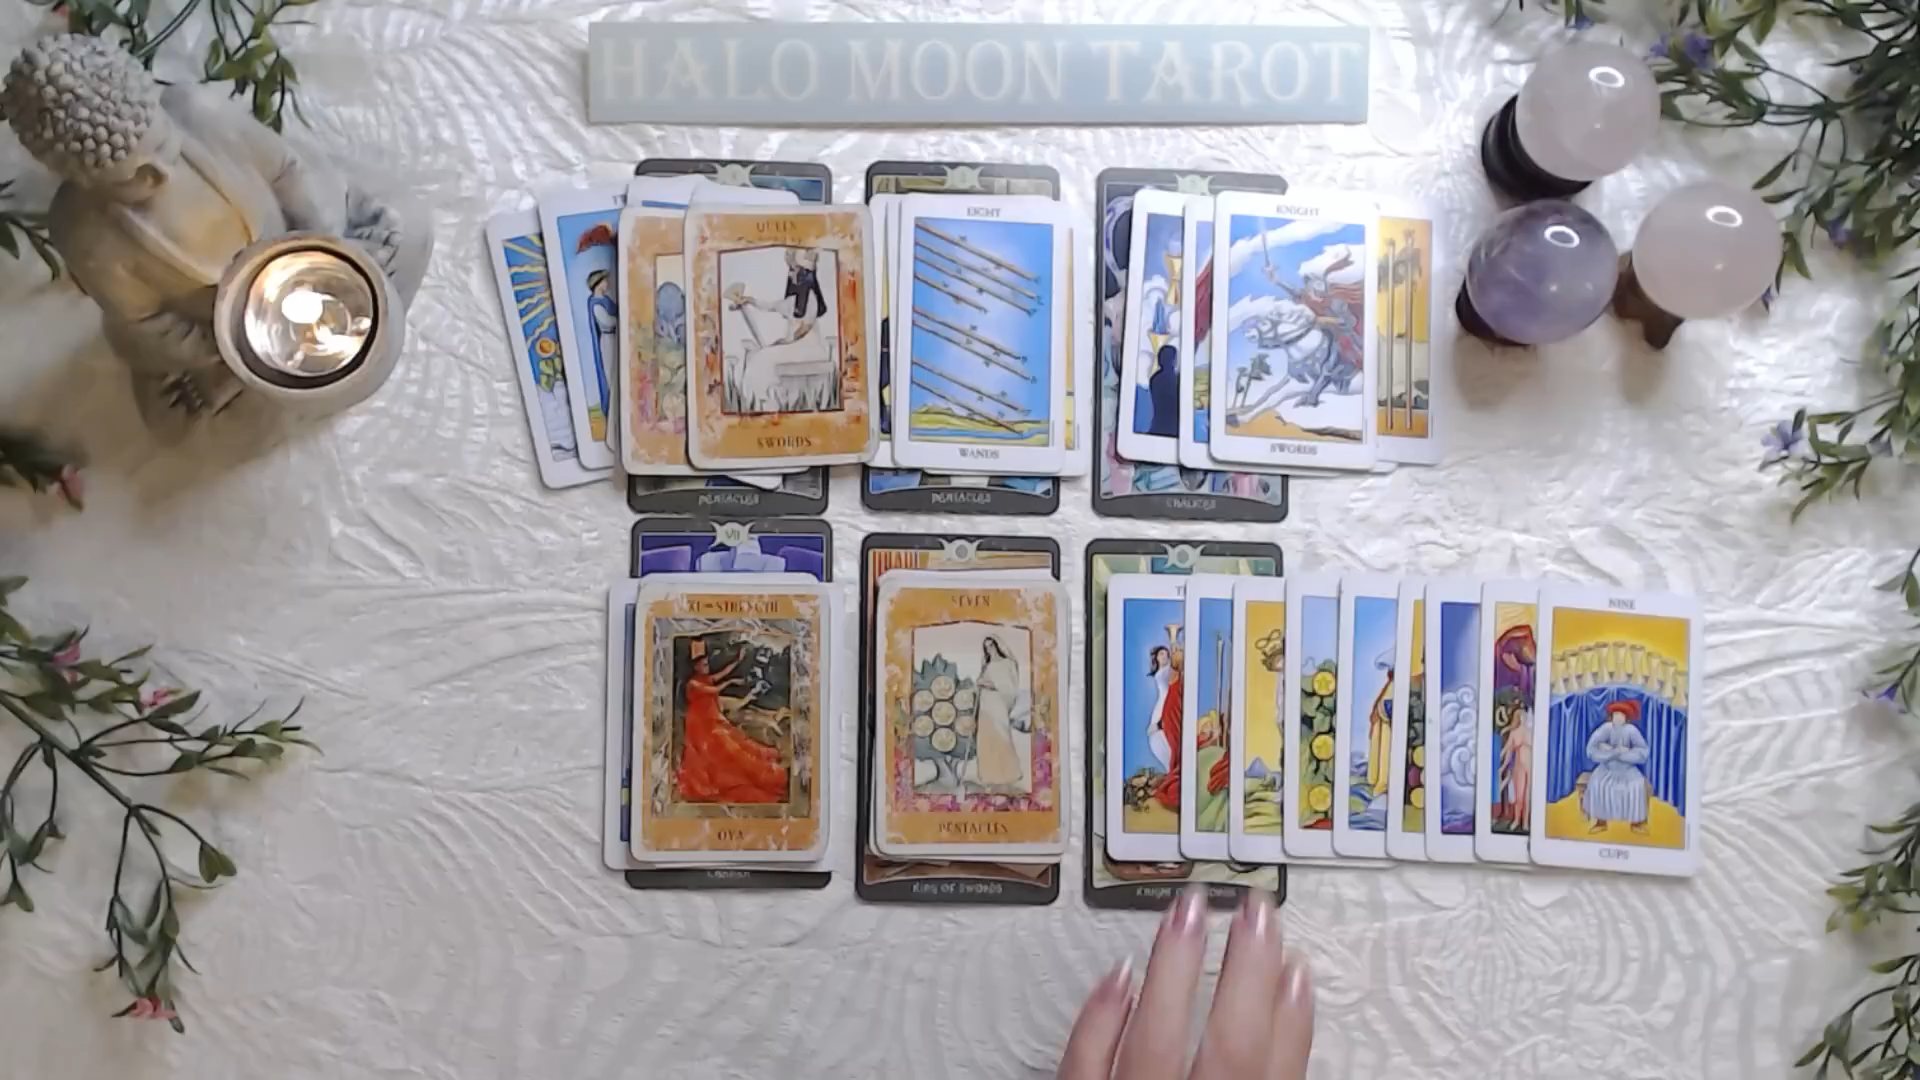 HALO MOON TAROT
QUEEN
SWORDS
EIGHT
WANDS
KNIGHT
SWORDS
PENTACLES
PENTACLES
CHALICES
VII
XI - STRENGTH
OYA
SEVEN
PENTACLES
KING OF SWORDS
NINE
CUPS